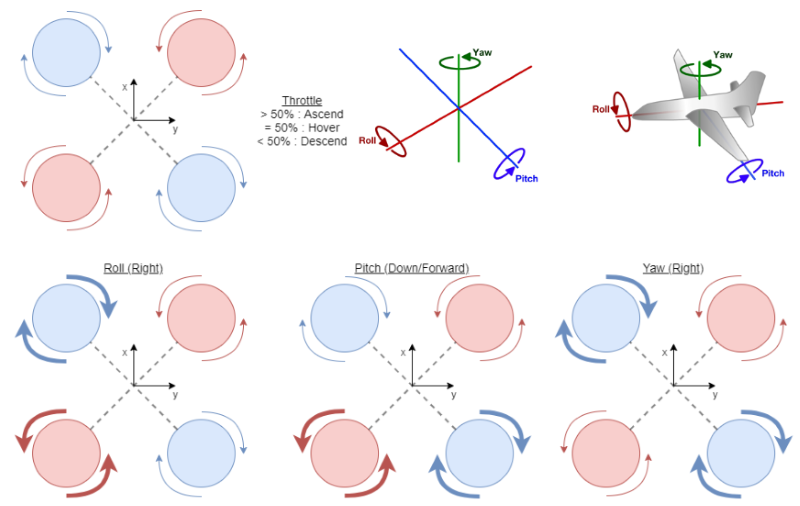 x
y
Throttle
> 50% : Ascend
= 50% : Hover
< 50% : Descend
Yaw
Roll
Pitch
Yaw
Roll
Pitch
Roll (Right)
x
y
Pitch (Down/Forward)
x
y
Yaw (Right)
x
y